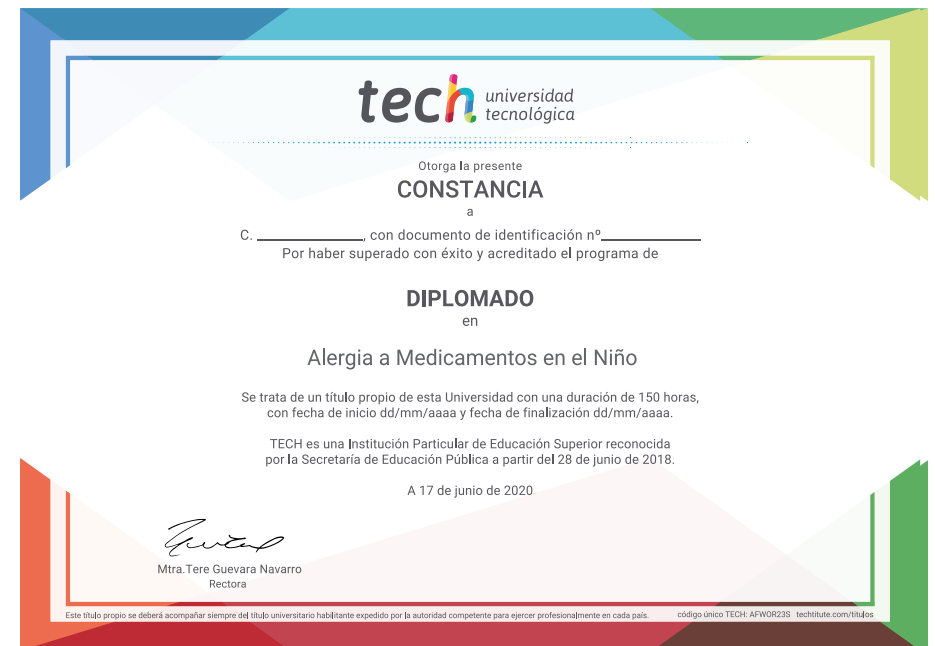 tech universidad
tecnológica
Otorga la presente
CONSTANCIA
a
C. ______________, con documento de identificación nº_____________
Por haber superado con éxito y acreditado el programa de
DIPLOMADO
en
Alergia a Medicamentos en el Niño
Se trata de un título propio de esta Universidad con una duración de 150 horas,
con fecha de inicio dd/mm/aaaa y fecha de finalización dd/mm/aaaa.
TECH es una Institución Particular de Educación Superior reconocida
por la Secretaría de Educación Pública a partir del 28 de junio de 2018.
A 17 de junio de 2020
Mtra.Tere Guevara Navarro
Rectora
Este título propio se deberá acompañar siempre del título universitario habilitante expedido por la autoridad competente para ejercer profesionalmente en cada país.
código único TECH: AFWOR23S techtitute.com/titulos